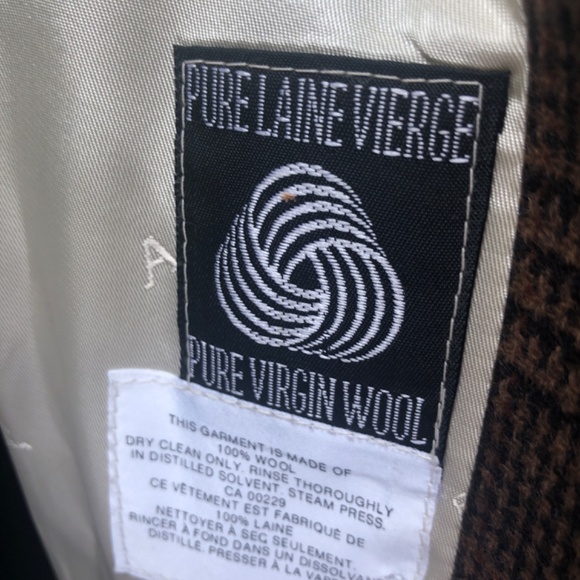 PURE LAINE VIERGE
A
PURE VIRGIN WOOL
THIS GARMENT IS MADE OF
100% WOOL
DRY CLEAN ONLY. RINSE THOROUGHLY
IN DISTILLED SOLVENT. STEAM PRESS.
CA 00229
CE VÊTEMENT EST FABRIQUÉ DE
100% LAINE
NETTOYER À SEC SEULEMENT.
RINCER À FOND DANS UN DISSOLVA
DISTILLÉ. PRESSER À LA VAP